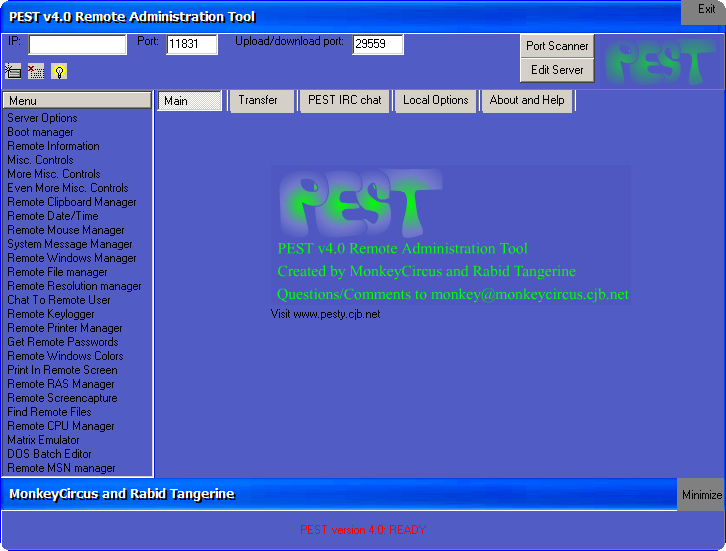 PEST v4.0 Remote Administration Tool
Exit
IP: Port: 11831 Upload/download port: 29559
Port Scanner
Edit Server
PEST
Menu
Main Transfer PEST IRC chat Local Options About and Help
Server Options
Boot manager
Remote Information
Misc. Controls
More Misc. Controls
Even More Misc. Controls
Remote Clipboard Manager
Remote Date/Time
Remote Mouse Manager
System Message Manager
Remote Windows Manager
Remote File manager
Remote Resolution manager
Chat To Remote User
Remote Keylogger
Remote Printer Manager
Get Remote Passwords
Remote Windows Colors
Print In Remote Screen
Remote RAS Manager
Remote Screencapture
Find Remote Files
Remote CPU Manager
Matrix Emulator
DOS Batch Editor
Remote MSN manager
PEST
PEST v4.0 Remote Administration Tool
Created by MonkeyCircus and Rabid Tangerine
Questions/Comments to monkey@monkeycircus.cjb.net
Visit www.pesty.cjb.net
MonkeyCircus and Rabid Tangerine
Minimize
PEST version 4.0: READY